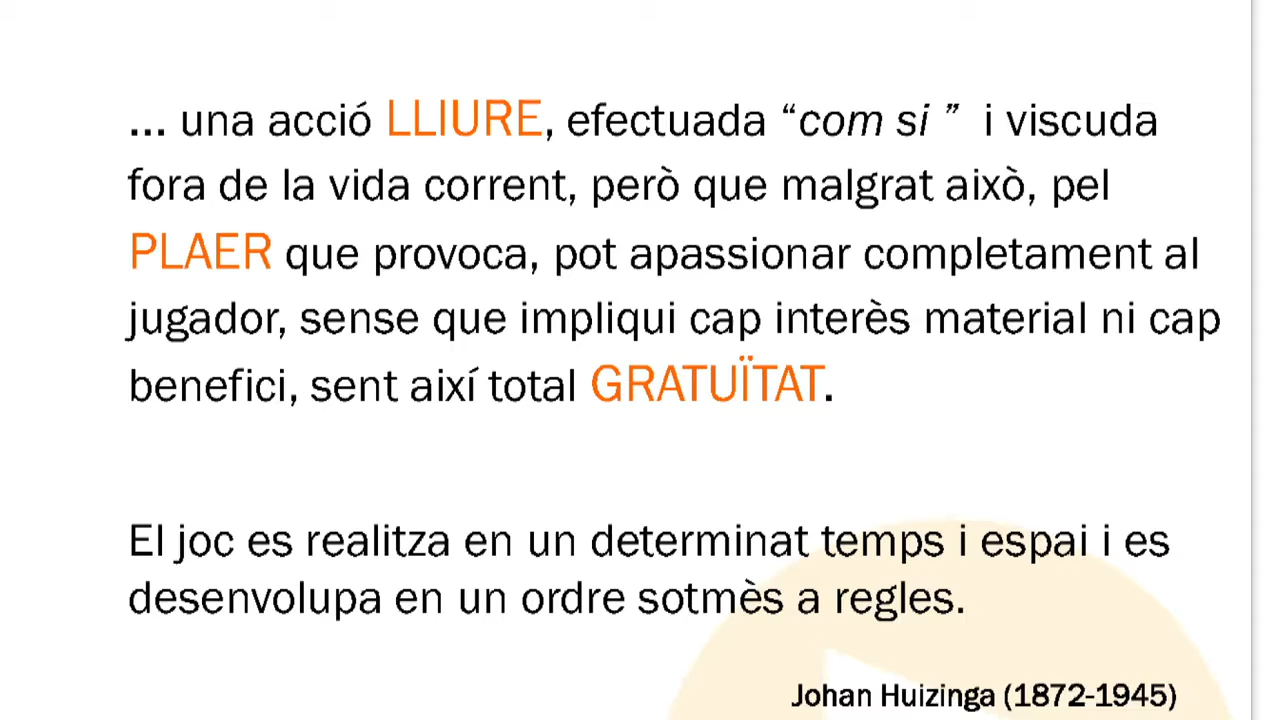 ... una acció LLIURE, efectuada “com si ” i viscuda
fora de la vida corrent, però que malgrat això, pel
PLAER que provoca, pot apassionar completament al
jugador, sense que impliqui cap interès material ni cap
benefici, sent així total GRATUÏTAT.
El joc es realitza en un determinat temps i espai i es
desenvolupa en un ordre sotmès a regles.
Johan Huizinga (1872-1945)